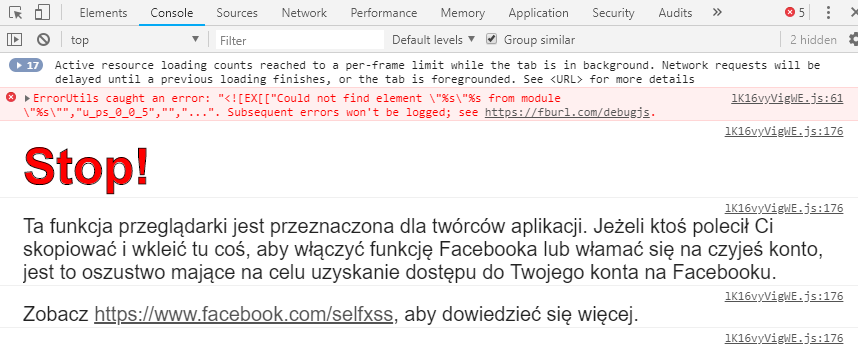 Elements Console Sources Network Performance Memory Application Security Audits » 5
top Filter Default levels ▼ Group similar 2 hidden
17 Active resource loading counts reached to a per-frame limit while the tab is in background. Network requests will
delayed until a previous loading finishes, or the tab is foregrounded. See <URL> for more details
ErrorUtils caught an error: "<![EX[["Could not find element \"%s\"%s from module lK16vyVigWE.js:61
\"%s\"","u_ps_0_0_5","","...". Subsequent errors won't be logged; see https://fburl.com/debugjs.
lK16vyVigWE.js:176
Stop!
lK16vyVigWE.js:176
Ta funkcja przeglądarki jest przeznaczona dla twórców aplikacji. Jeżeli ktoś polecił Ci
skopiować i wkleić tu coś, aby włączyć funkcję Facebooka lub włamać się na czyjeś konto,
jest to oszustwo mające na celu uzyskanie dostępu do Twojego konta na Facebooku.
lK16vyVigWE.js:176
Zobacz https://www.facebook.com/selfxss, aby dowiedzieć się więcej.
lK16vyVigWE.js:176